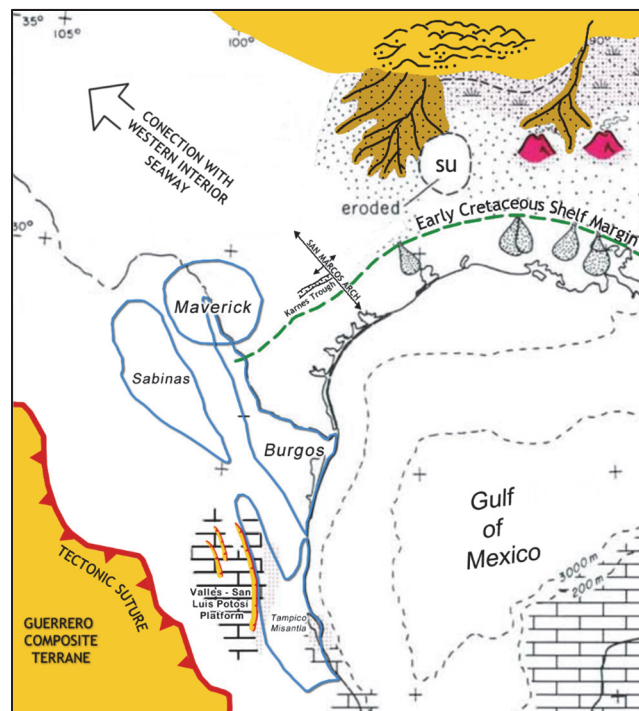 35°
105°
100°
90°
CONECTION WITH
WESTERN INTERIOR
SEAWAY
su
eroded
Early Cretaceous Shelf Margin
30°
SAN MARCOS ARCH
Karnes Trough
Maverick
Sabinas
Burgos
Gulf
of
Mexico
3000 m
200 m
TECTONIC SUTURE
Valles - San
Luis Potosí
Platform
Tampico
Misantla
GUERRERO
COMPOSITE
TERRANE